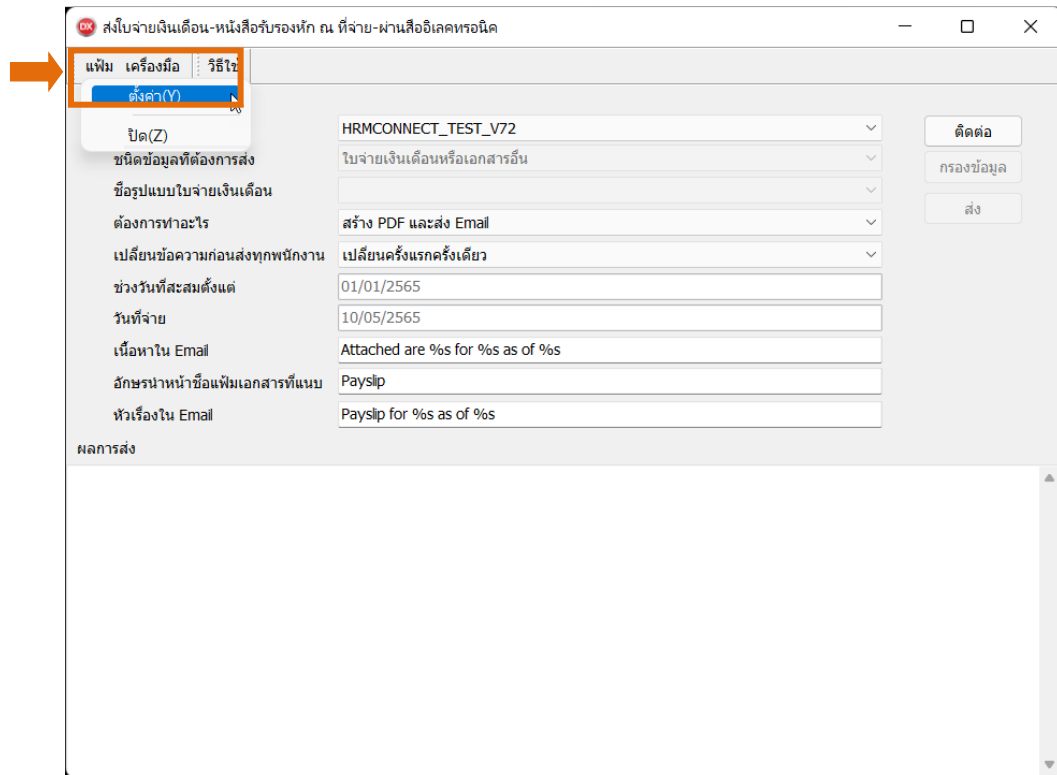 DX ส่งใบจ่ายเงินเดือน-หนังสือรับรองหัก ณ ที่จ่าย-ผ่านสื่ออิเลคทรอนิค
แฟ้ม เครื่องมือ วิธีใช้
ตั้งค่า(Y)
ปิด(Z)
HRMCONNECT_TEST_V72 ติดต่อ
ชนิดข้อมูลที่ต้องการส่ง ใบจ่ายเงินเดือนหรือเอกสารอื่น กรองข้อมูล
ชื่อรูปแบบใบจ่ายเงินเดือน ส่ง
ต้องการทำอะไร สร้าง PDF และส่ง Email
เปลี่ยนข้อความก่อนส่งทุกพนักงาน เปลี่ยนครั้งแรกครั้งเดียว
ช่วงวันที่สะสมตั้งแต่ 01/01/2565
วันที่จ่าย 10/05/2565
เนื้อหาใน Email Attached are %s for %s as of %s
อักษรนำหน้าชื่อแฟ้มเอกสารที่แนบ Payslip
หัวเรื่องใน Email Payslip for %s as of %s
ผลการส่ง